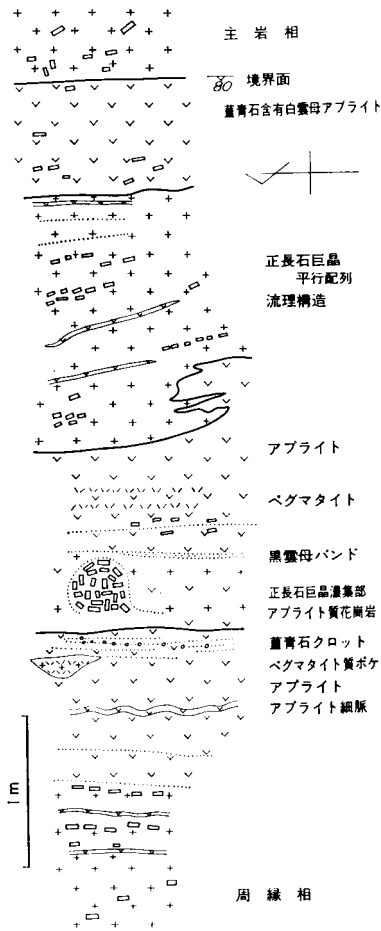 主岩相
80 境界面
菫青石含有白雲母アプライト
正長石巨晶
平行配列
流理構造
アプライト
ペグマタイト
黒雲母バンド
正長石巨晶濃集部
アプライト質花崗岩
菫青石クロット
ペグマタイト質ポケ
アプライト
アプライト細脈
1m
周縁相